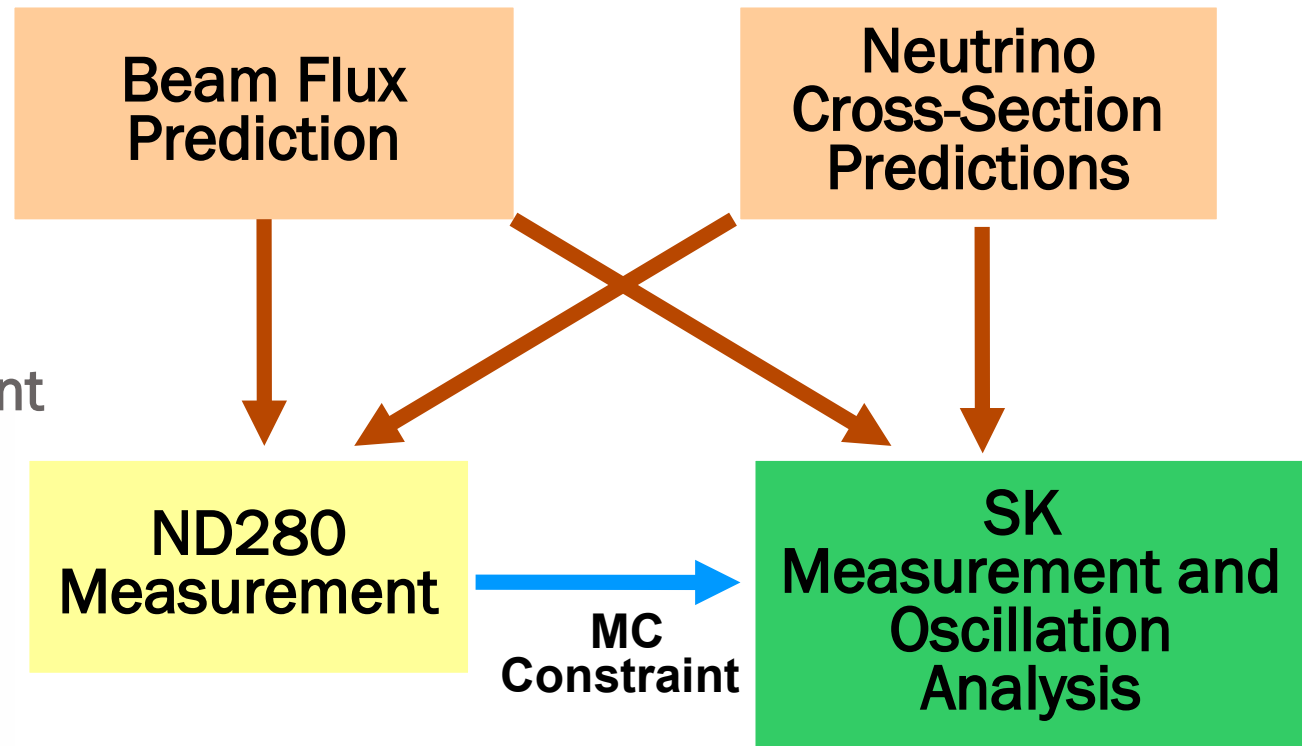 Beam Flux
Prediction
Neutrino
Cross-Section
Predictions
nt
ND280
Measurement
MC
Constraint
SK
Measurement and
Oscillation
Analysis